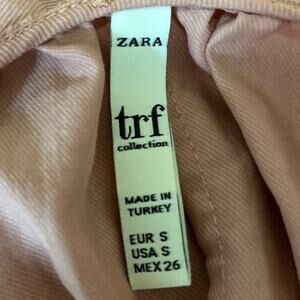 ZARA
trf
collection
MADE IN
TURKEY
EUR S
USA S
MEX 26